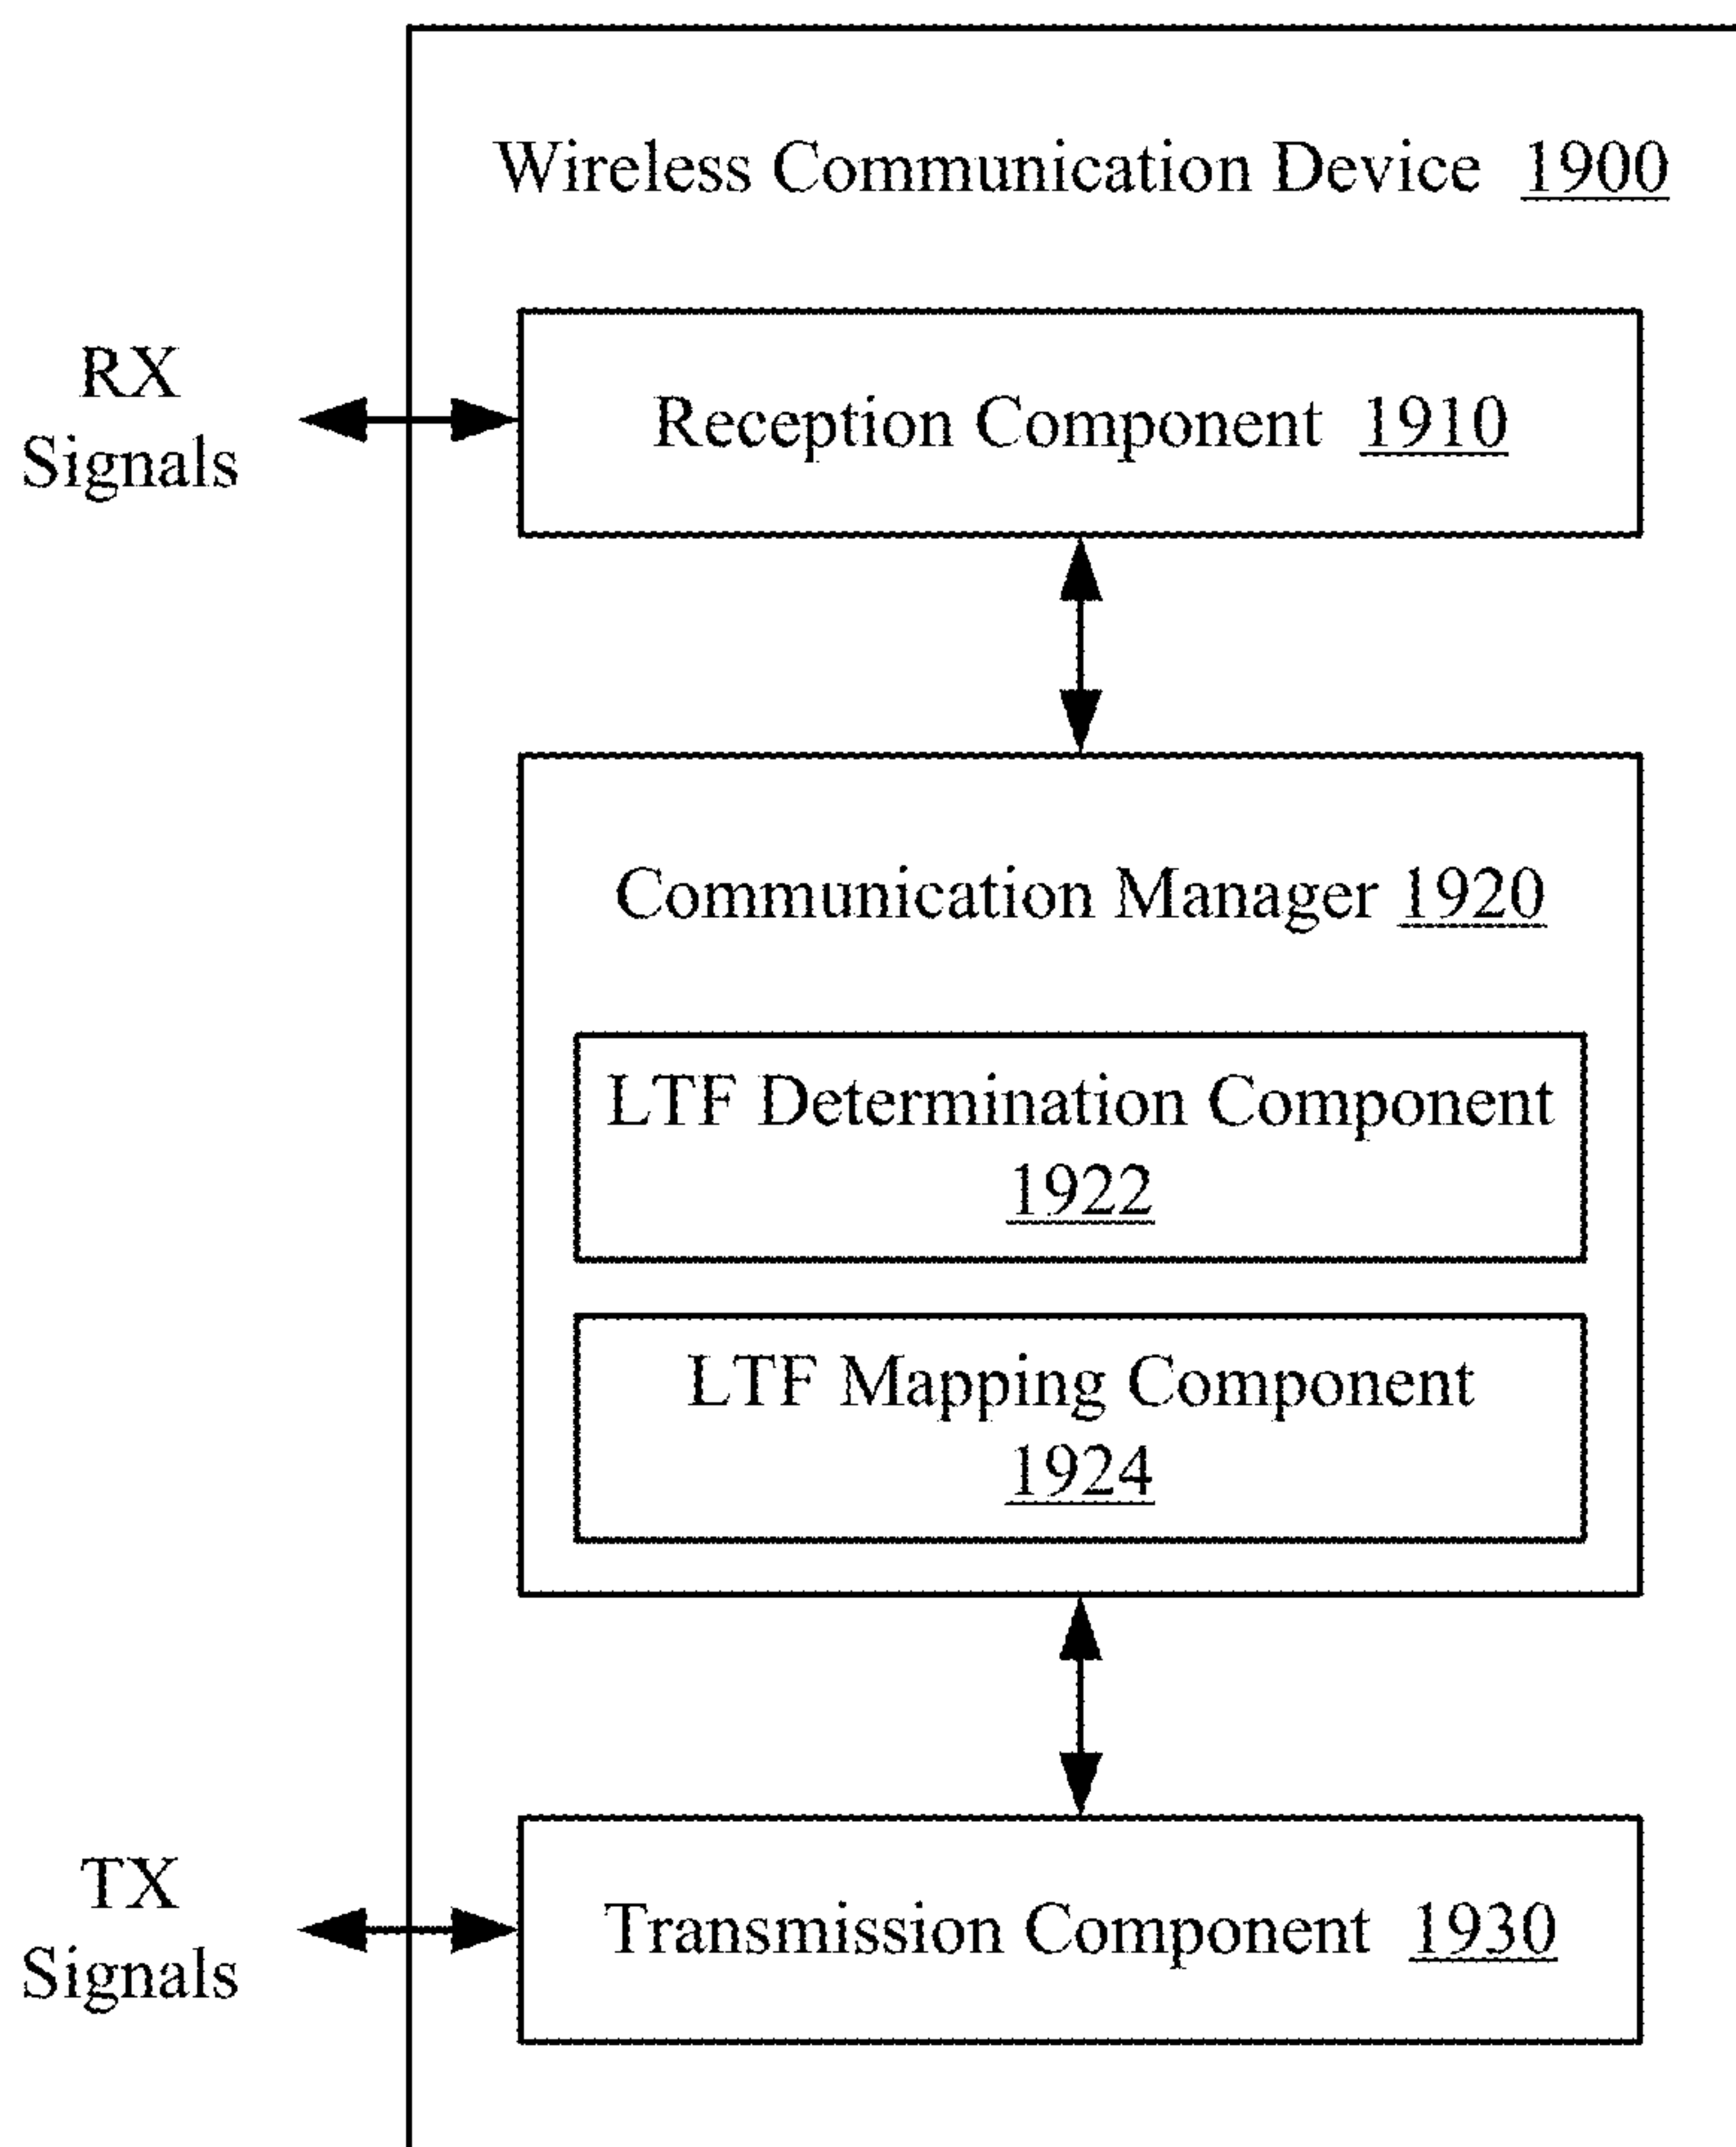 Wireless Communication Device 1900
RX
Signals
Reception Component 1910
Communication Manager 1920
LTF Determination Component
1922
LTF Mapping Component
1924
TX
Signals
Transmission Component 1930